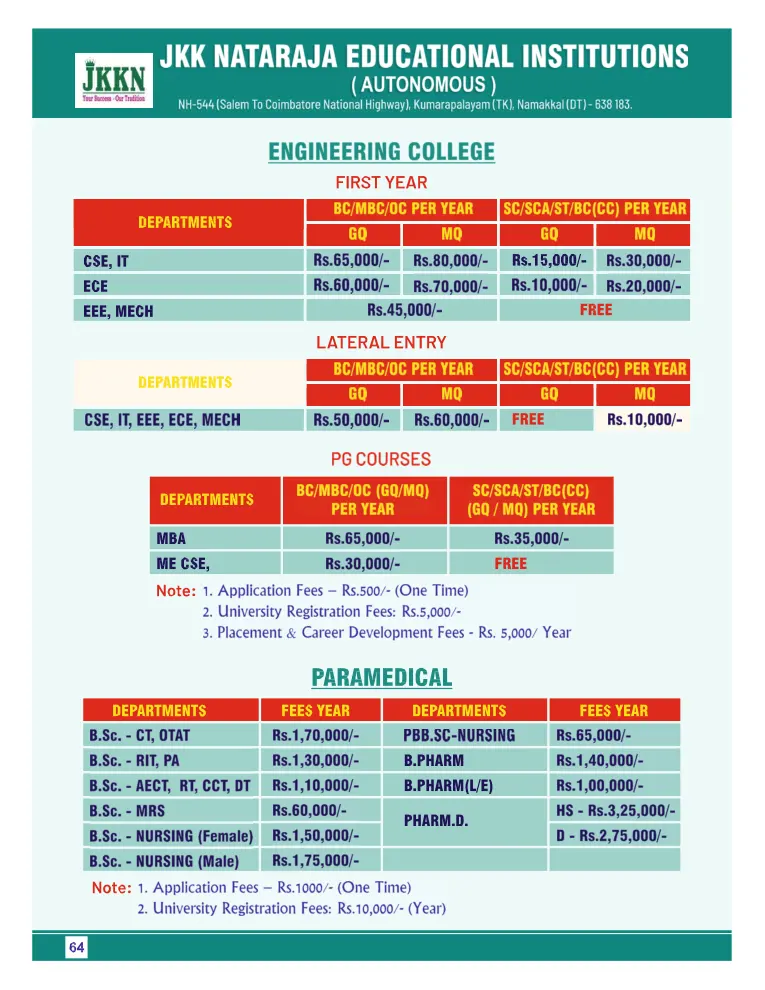 JKKN
Your Success - Our Tradition
JKK NATARAJA EDUCATIONAL INSTITUTIONS
( AUTONOMOUS )
NH-544 (Salem To Coimbatore National Highway), Kumarapalayam (TK), Namakkal (DT) - 638 183.
ENGINEERING COLLEGE
FIRST YEAR
DEPARTMENTS BC/MBC/OC PER YEAR SC/SCA/ST/BC(CC) PER YEAR
GQ MQ GQ MQ
CSE, IT Rs.65,000/- Rs.80,000/- Rs.15,000/- Rs.30,000/-
ECE Rs.60,000/- Rs.70,000/- Rs.10,000/- Rs.20,000/-
EEE, MECH Rs.45,000/- FREE
LATERAL ENTRY
DEPARTMENTS BC/MBC/OC PER YEAR SC/SCA/ST/BC(CC) PER YEAR
GQ MQ GQ MQ
CSE, IT, EEE, ECE, MECH Rs.50,000/- Rs.60,000/- FREE Rs.10,000/-
PG COURSES
DEPARTMENTS BC/MBC/OC (GQ/MQ) SC/SCA/ST/BC(CC)
PER YEAR (GQ / MQ) PER YEAR
MBA Rs.65,000/- Rs.35,000/-
ME CSE, Rs.30,000/- FREE
Note: 1. Application Fees – Rs.500/- (One Time)
2. University Registration Fees: Rs.5,000/-
3. Placement & Career Development Fees - Rs. 5,000/ Year
PARAMEDICAL
DEPARTMENTS FEES YEAR DEPARTMENTS FEES YEAR
B.Sc. - CT, OTAT Rs.1,70,000/- PBB.SC-NURSING Rs.65,000/-
B.Sc. - RIT, PA Rs.1,30,000/- B.PHARM Rs.1,40,000/-
B.Sc. - AECT, RT, CCT, DT Rs.1,10,000/- B.PHARM(L/E) Rs.1,00,000/-
B.Sc. - MRS Rs.60,000/- PHARM.D. HS - Rs.3,25,000/-
B.Sc. - NURSING (Female) Rs.1,50,000/- D - Rs.2,75,000/-
B.Sc. - NURSING (Male) Rs.1,75,000/-
Note: 1. Application Fees – Rs.1000/- (One Time)
2. University Registration Fees: Rs.10,000/- (Year)
64